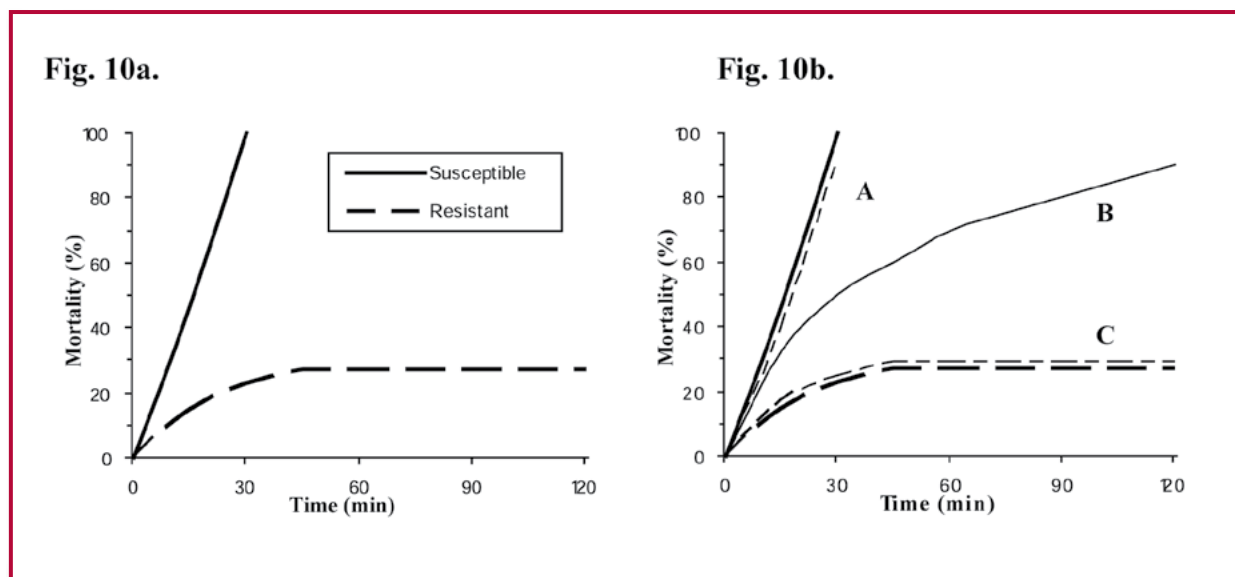 Fig. 10a.
Mortality (%)
100
80
60
40
20
0
Susceptible
Resistant
0 30 60 90 120
Time (min)
Fig. 10b.
Mortality (%)
100
80
60
40
20
0
A
B
C
0 30 60 90 120
Time (min)